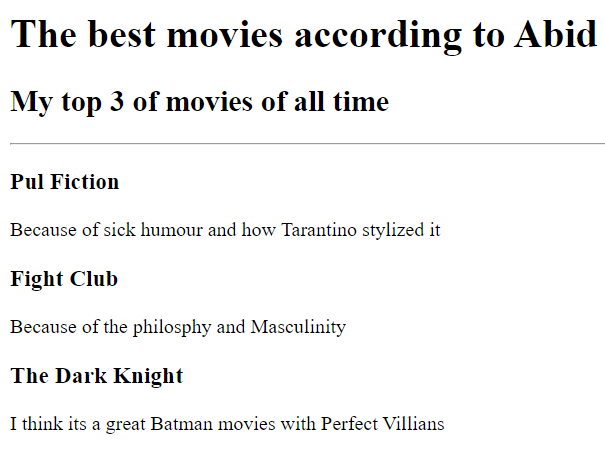 The best movies according to Abid
My top 3 of movies of all time
Pul Fiction
Because of sick humour and how Tarantino stylized it
Fight Club
Because of the philosphy and Masculinity
The Dark Knight
I think its a great Batman movies with Perfect Villians